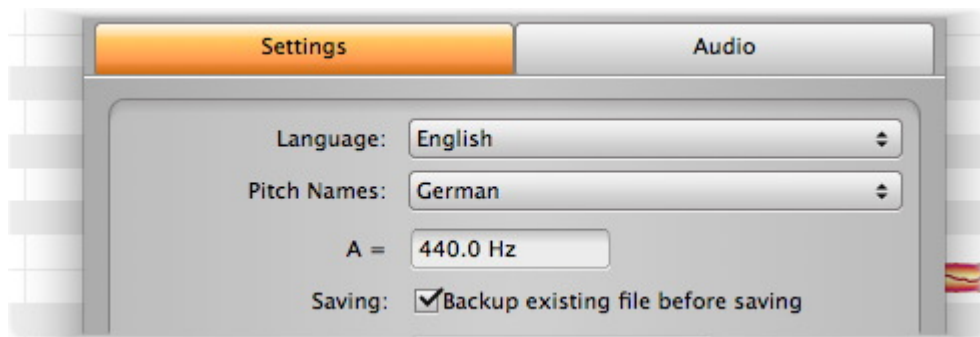 Settings Audio
Language: English
Pitch Names: German
A = 440.0 Hz
Saving: Backup existing file before saving